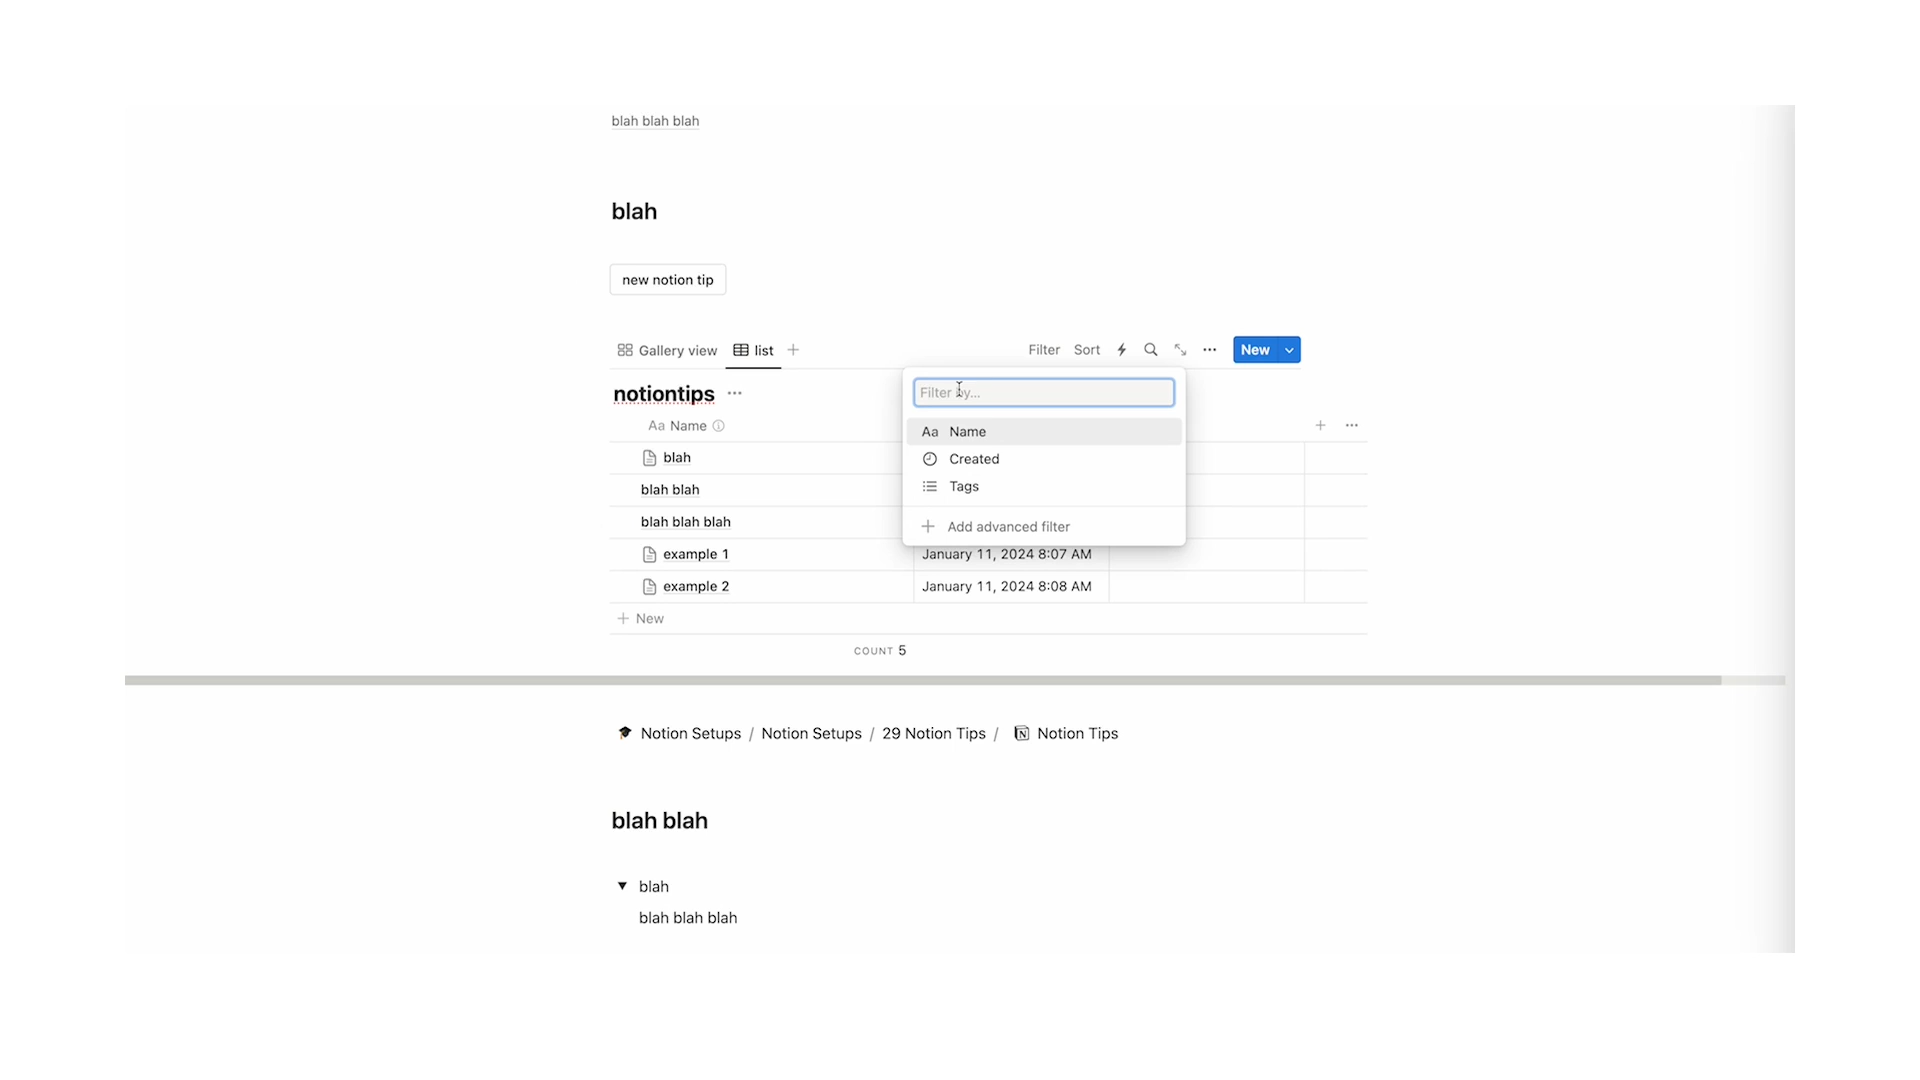 blah blah blah
blah
new notion tip
Gallery view list Filter Sort New
notiontips
Filter by...
Aa Name
Aa Name
blah
Created
blah blah
Tags
blah blah blah
Add advanced filter
example 1 January 11, 2024 8:07 AM
example 2 January 11, 2024 8:08 AM
New
COUNT 5
Notion Setups / Notion Setups / 29 Notion Tips / Notion Tips
blah blah
blah
blah blah blah